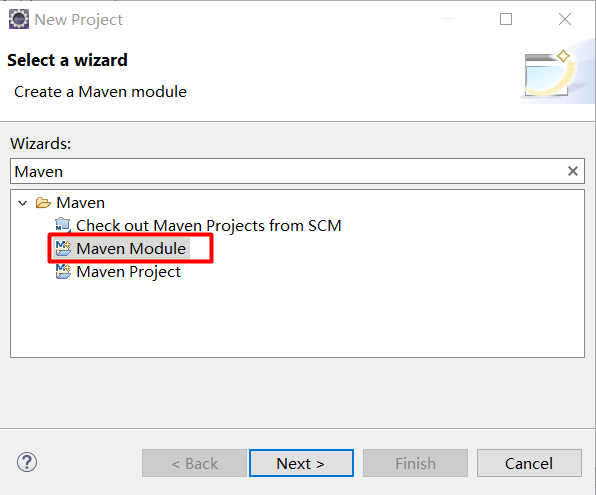 New Project
Select a wizard
Create a Maven module
Wizards:
Maven
Maven
Check out Maven Projects from SCM
Maven Module
Maven Project
< Back
Next >
Finish
Cancel